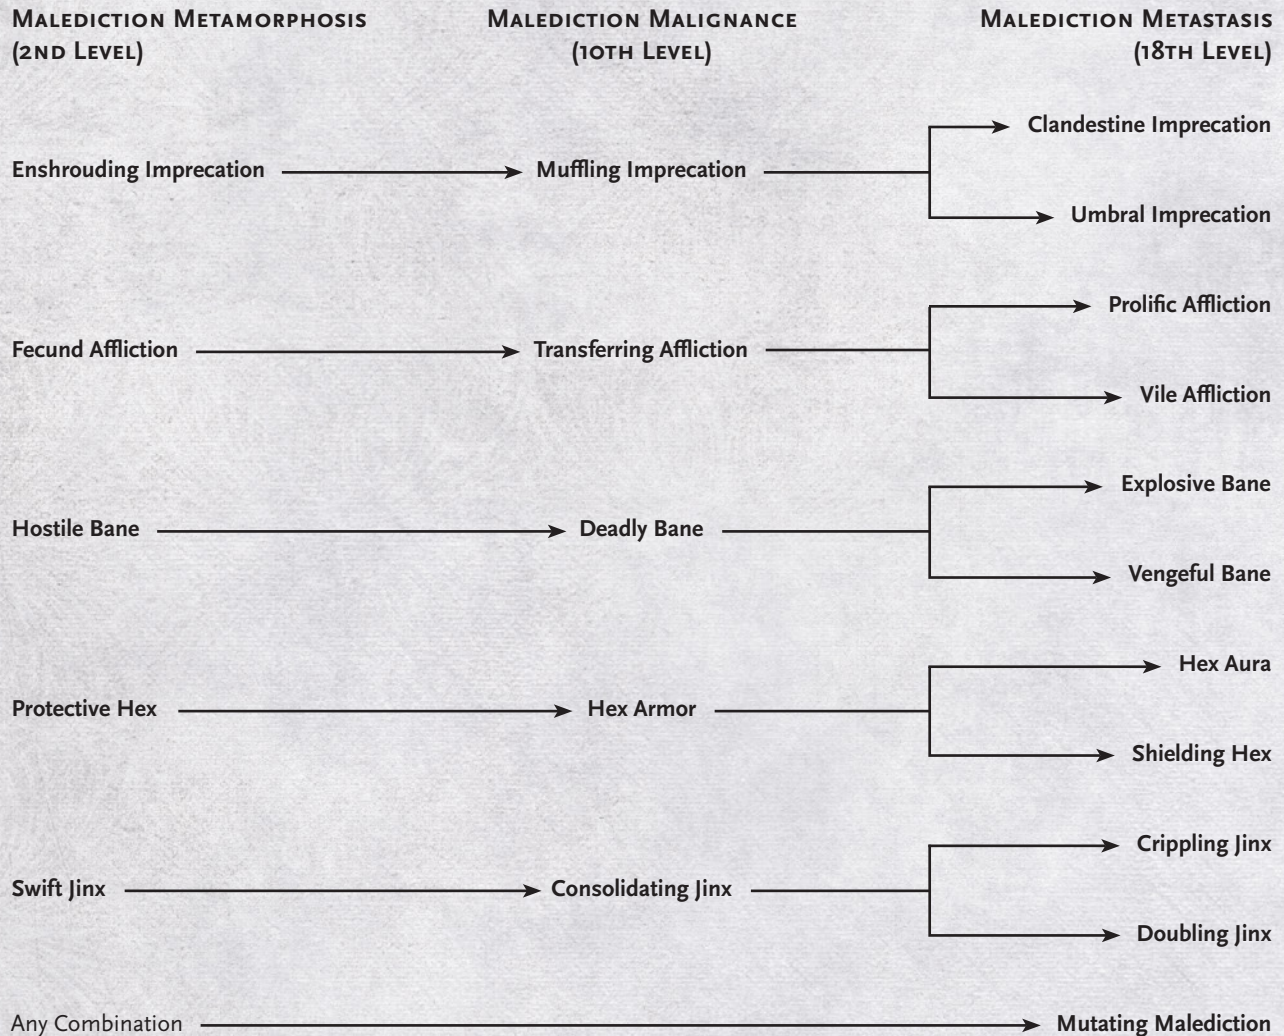 Malediction Metamorphosis
(2nd Level)
Malediction Malignance
(10th Level)
Malediction Metastasis
(18th Level)
Enshrouding Imprecation
Muffling Imprecation
Clandestine Imprecation
Umbral Imprecation
Fecund Affliction
Transferring Affliction
Prolific Affliction
Vile Affliction
Hostile Bane
Deadly Bane
Explosive Bane
Vengeful Bane
Protective Hex
Hex Armor
Hex Aura
Shielding Hex
Swift Jinx
Consolidating Jinx
Crippling Jinx
Doubling Jinx
Any Combination
Mutating Malediction